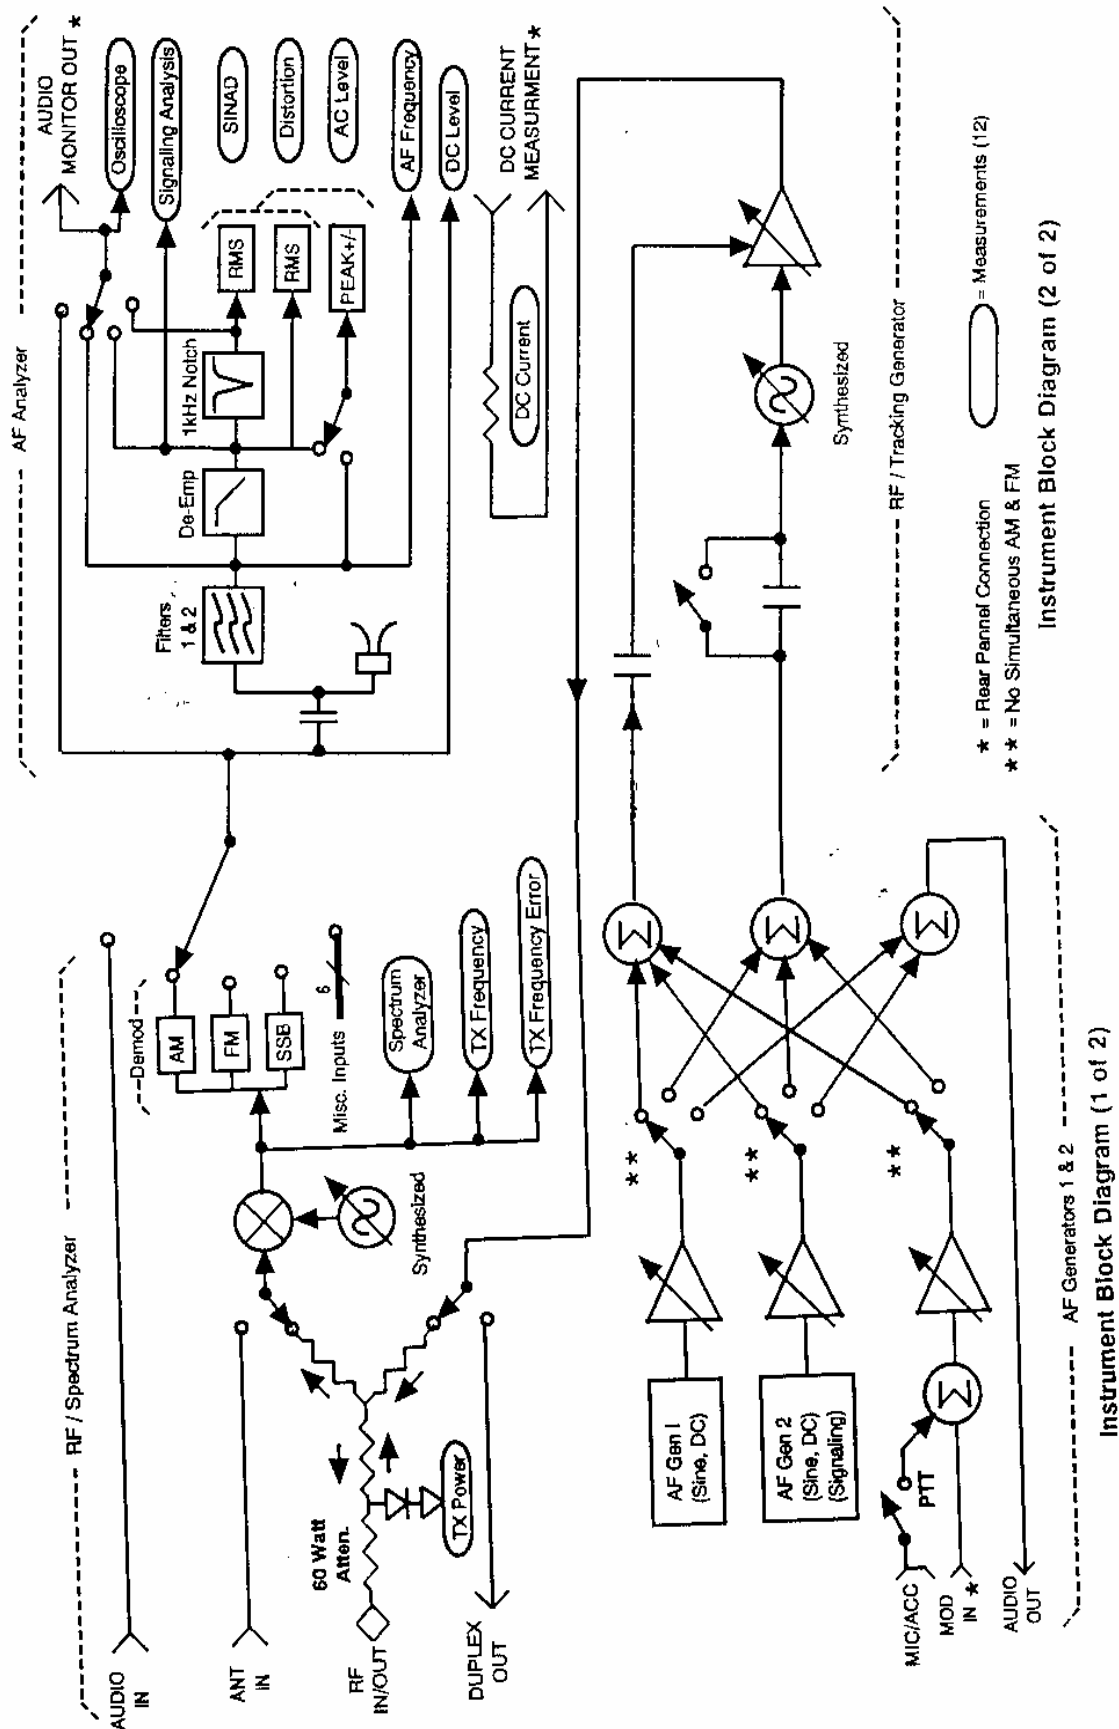 RF / Spectrum Analyzer
AUDIO
IN
ANT
IN
RF
IN/OUT
DUPLEX
OUT
60 Watt
Atten.
TX Power
Synthesized
Demod
AM
FM
SSB
Misc. Inputs
6
Spectrum
Analyzer
TX Frequency
TX Frequency Error
AF Analyzer
Filters
1 & 2
De-Emp
1kHz Notch
RMS
RMS
PEAK+/-
AUDIO
MONITOR OUT *
Oscilloscope
Signaling Analysis
SINAD
Distortion
AC Level
AF Frequency
DC Level
DC CURRENT
MEASURMENT *
DC Current
AF Gen I
(Sine, DC)
AF Gen 2
(Sine, DC)
(Signaling)
MIC/ACC
PTT
MOD
IN *
AUDIO
OUT
* *
* *
* *
Σ
Σ
Σ
Σ
Synthesized
AF Generators 1 & 2
RF / Tracking Generator
* = Rear Pannel Connection
* * = No Simultaneous AM & FM
= Measurements (12)
Instrument Block Diagram (1 of 2)
Instrument Block Diagram (2 of 2)